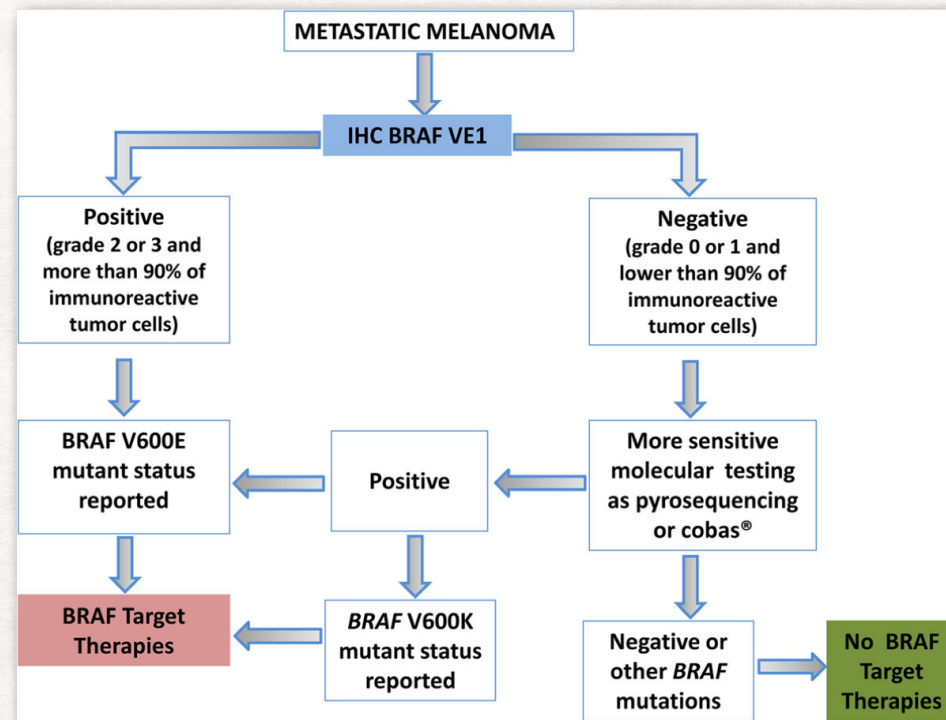 METASTATIC MELANOMA
IHC BRAF VE1
Positive
(grade 2 or 3 and
more than 90% of
immunoreactive
tumor cells)
Negative
(grade 0 or 1 and
lower than 90% of
immunoreactive
tumor cells)
BRAF V600E
mutant status
reported
Positive
More sensitive
molecular testing
as pyrosequencing
or cobas®
BRAF Target
Therapies
BRAF V600K
mutant status
reported
Negative or
other BRAF
mutations
No BRAF
Target
Therapies